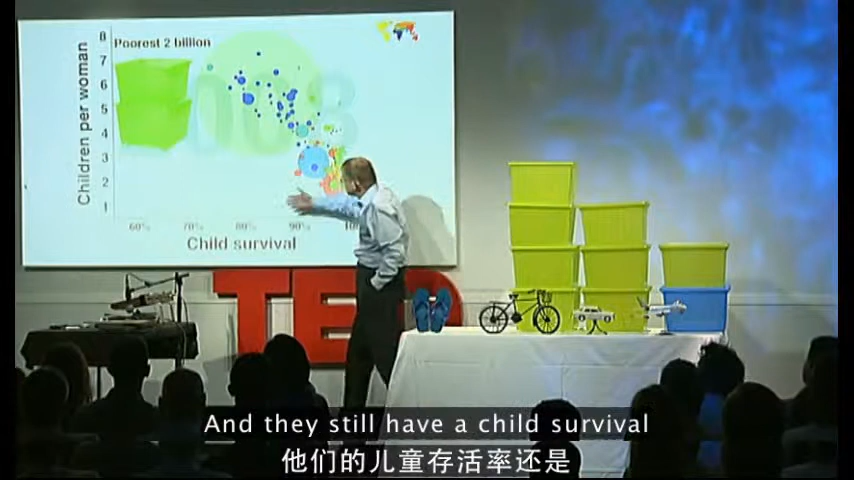 Poorest 2 billion
Children per woman
8
7
6
5
4
3
2
1
60%
70%
80%
90%
Child survival
TED
And they still have a child survival
他们的儿童存活率还是